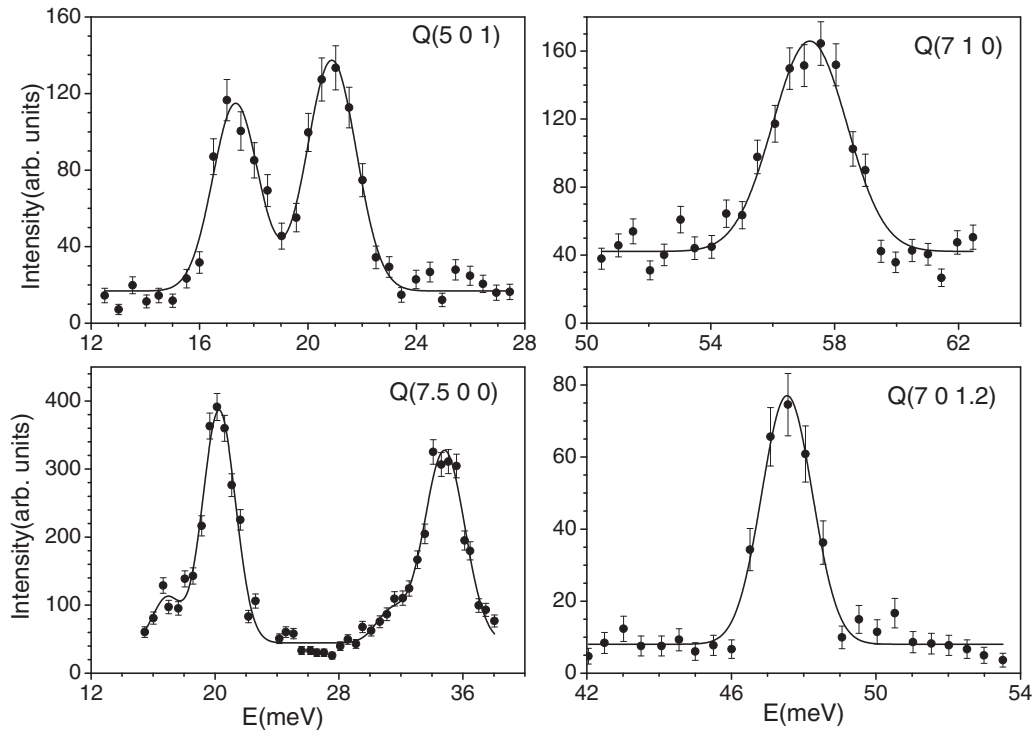 Q(5 0 1)
Intensity(arb. units)
160
120
80
40
0
12 16 20 24 28
Q(7 1 0)
160
120
80
40
0
50 54 58 62
Q(7.5 0 0)
Intensity(arb. units)
400
300
200
100
0
12 20 28 36
E(meV)
Q(7 0 1.2)
80
60
40
20
0
42 46 50 54
E(meV)